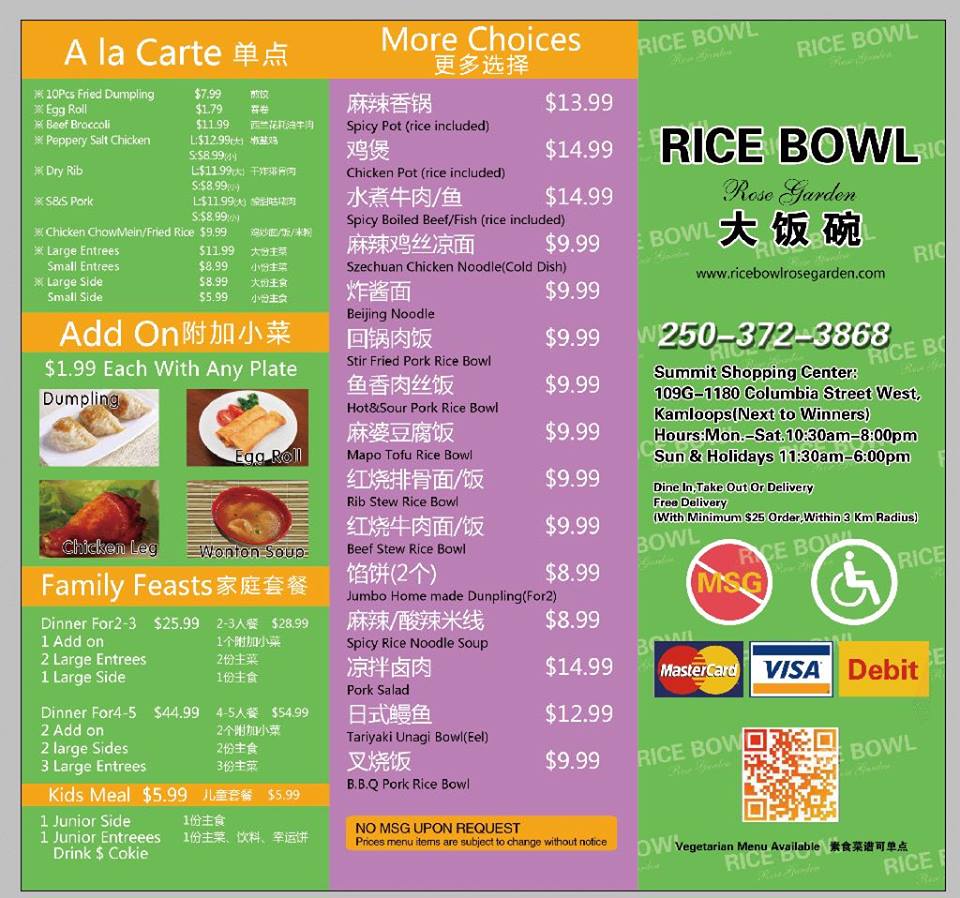 A la Carte 单点
※ 10Pcs Fried Dumpling $7.99 煎饺
※ Egg Roll $1.79 春卷
※ Beef Broccoli $11.99 西兰花耗油牛肉
※ Peppery Salt Chicken L:$12.99(大) 椒盐鸡
S:$8.99(小)
※ Dry Rib L:$11.99(大) 干炸排骨肉
S:$8.99(小)
※ S&S Pork L:$11.99(大)
S:$8.99(小)
※ Chicken ChowMein/Fried Rice $9.99 鸡炒面/饭/米粉
※ Large Entrees $11.99 大份主菜
Small Entrees $8.99 小份主菜
※ Large Side $8.99 大份主食
Small Side $5.99 小份主食
Add On附加小菜
$1.99 Each With Any Plate
Dumpling
Egg Roll
Chicken Leg
Wonton Soup
Family Feasts家庭套餐
Dinner For2-3 $25.99 2-3人餐 $28.99
1 Add on 1个附加小菜
2 Large Entrees 2份主菜
1 Large Side 1份主食
Dinner For4-5 $44.99 4-5人餐 $54.99
2 Add on 2个附加小菜
2 large Sides 2份主食
3 Large Entrees 3份主菜
Kids Meal $5.99 儿童套餐 $5.99
1 Junior Side 1份主食
1 Junior Entreees 1份主菜、饮料、幸运饼
Drink $ Cokie
More Choices
更多选择
麻辣香锅 $13.99
Spicy Pot (rice included)
鸡煲 $14.99
Chicken Pot (rice included)
水煮牛肉/鱼 $14.99
Spicy Boiled Beef/Fish (rice included)
麻辣鸡丝凉面 $9.99
Szechuan Chicken Noodle(Cold Dish)
炸酱面 $9.99
Beijing Noodle
回锅肉饭 $9.99
Stir Fried Pork Rice Bowl
鱼香肉丝饭 $9.99
Hot&Sour Pork Rice Bowl
麻婆豆腐饭 $9.99
Mapo Tofu Rice Bowl
红烧排骨面/饭 $9.99
Rib Stew Rice Bowl
红烧牛肉面/饭 $9.99
Beef Stew Rice Bowl
馅饼(2个) $8.99
Jumbo Home made Dunpling(For2)
麻辣/酸辣米线 $8.99
Spicy Rice Noodle Soup
凉拌卤肉 $14.99
Pork Salad
日式鳗鱼 $12.99
Tariyaki Unagi Bowl(Eel)
叉烧饭 $9.99
B.B.Q Pork Rice Bowl
NO MSG UPON REQUEST
Prices menu items are subject to change without notice
RICE BOWL
Rose Garden
大饭碗
www.ricebowlrosegarden.com
250-372-3868
Summit Shopping Center:
109G-1180 Columbia Street West,
Kamloops(Next to Winners)
Hours:Mon.-Sat.10:30am-8:00pm
Sun & Holidays 11:30am-6:00pm
Dine In,Take Out Or Delivery
Free Delivery
(With Minimum $25 Order,Within 3 Km Radius)
MSG
MasterCard VISA Debit
Vegetarian Menu Available 素食菜谱可单点